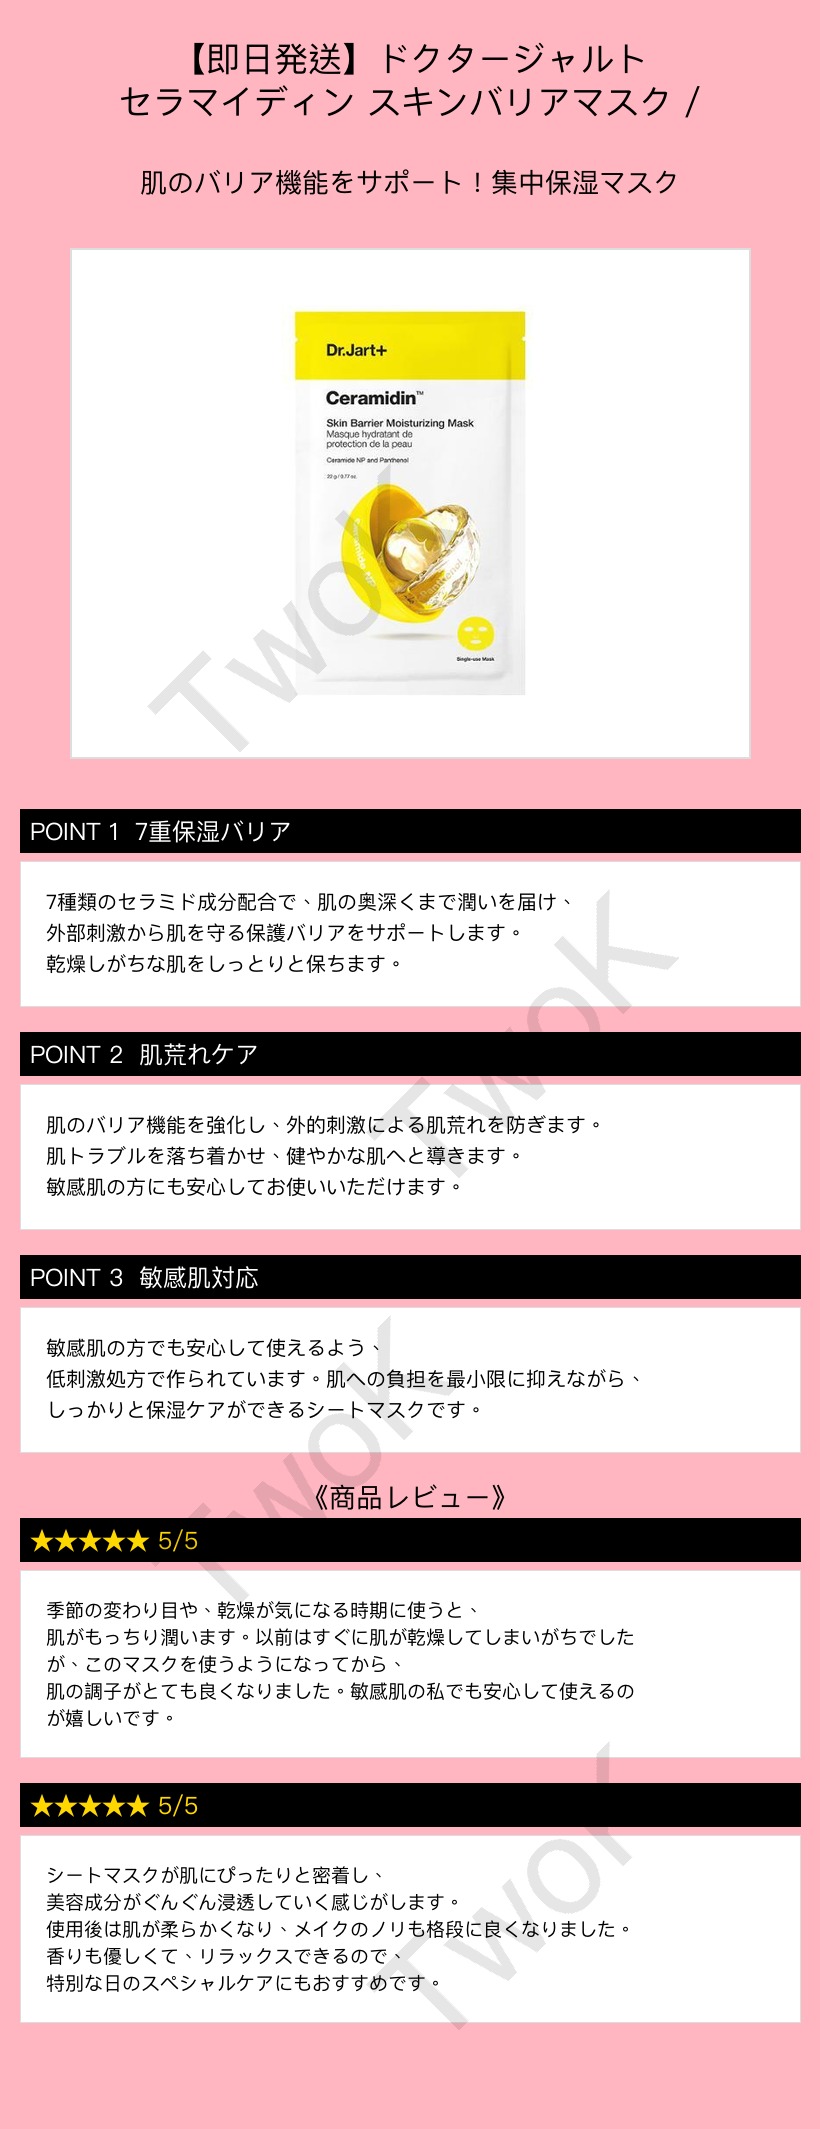 【即日発送】ドクタージャルト
セラマイディン スキンバリアマスク /
肌のバリア機能をサポート！集中保湿マスク
Dr.Jart+
Ceramidin™
Skin Barrier Moisturizing Mask
Masque hydratant de
protection de la peau
Ceramide NP and Panthenol
22 g / 0.77 oz.
Panthenol
Single-use Mask
TwoK
POINT 1 7重保湿バリア
7種類のセラミド成分配合で、肌の奥深くまで潤いを届け、
外部刺激から肌を守る保護バリアをサポートします。
乾燥しがちな肌をしっとりと保ちます。
TwoK
POINT 2 肌荒れケア
肌のバリア機能を強化し、外的刺激による肌荒れを防ぎます。
肌トラブルを落ち着かせ、健やかな肌へと導きます。
敏感肌の方にも安心してお使いいただけます。
POINT 3 敏感肌対応
敏感肌の方でも安心して使えるよう、
低刺激処方で作られています。肌への負担を最小限に抑えながら、
しっかりと保湿ケアができるシートマスクです。
TwoK
《商品レビュー》
★★★★★ 5/5
季節の変わり目や、乾燥が気になる時期に使うと、
肌がもっちり潤います。以前はすぐに肌が乾燥してしまいがちでした
が、このマスクを使うようになってから、
肌の調子がとても良くなりました。敏感肌の私でも安心して使えるの
が嬉しいです。
★★★★★ 5/5
シートマスクが肌にぴったりと密着し、
美容成分がぐんぐん浸透していく感じがします。
使用後は肌が柔らかくなり、メイクのノリも格段に良くなりました。
香りも優しくて、リラックスできるので、
特別な日のスペシャルケアにもおすすめです。
TwoK